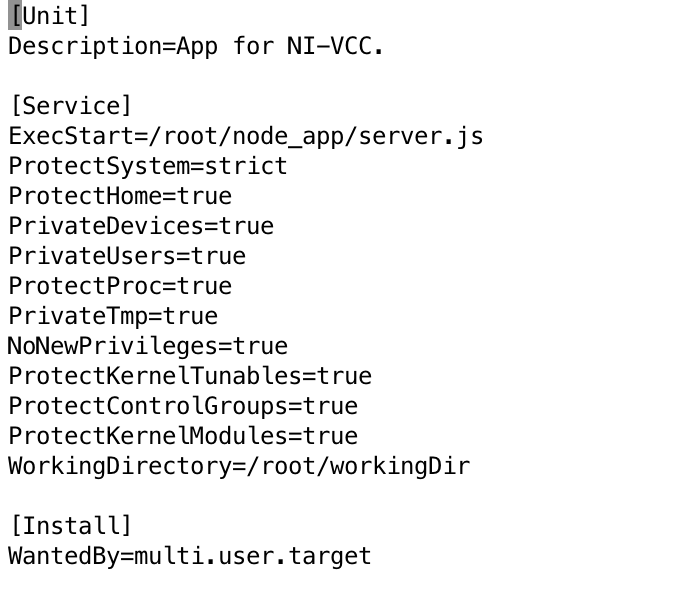 [Unit]
Description=App for NI-VCC.
[Service]
ExecStart=/root/node_app/server.js
ProtectSystem=strict
ProtectHome=true
PrivateDevices=true
PrivateUsers=true
ProtectProc=true
PrivateTmp=true
NoNewPrivileges=true
ProtectKernelTunables=true
ProtectControlGroups=true
ProtectKernelModules=true
WorkingDirectory=/root/workingDir
[Install]
WantedBy=multi.user.target